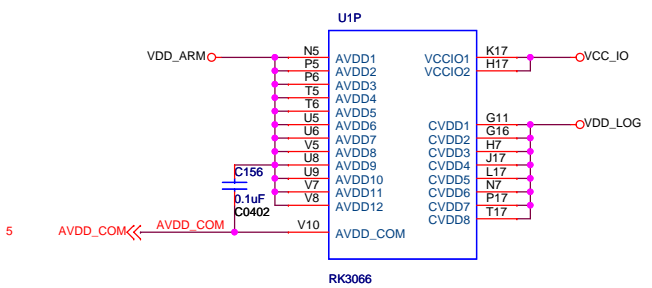 U1P
VDD_ARM
N5 AVDD1
P5 AVDD2
P6 AVDD3
T5 AVDD4
T6 AVDD5
U5 AVDD6
U6 AVDD7
V5 AVDD8
U8 AVDD9
U9 AVDD10
V7 AVDD11
V8 AVDD12
V10 AVDD_COM
VCCIO1 K17
VCCIO2 H17
VCC_IO
CVDD1 G11
CVDD2 G16
CVDD3 H7
CVDD4 J17
CVDD5 L17
CVDD6 N7
CVDD7 P17
CVDD8 T17
VDD_LOG
C156
0.1uF
C0402
5 AVDD_COM AVDD_COM
RK3066